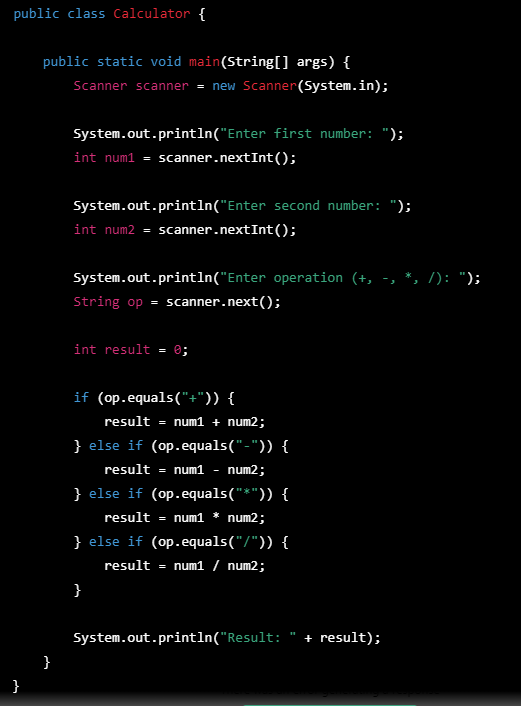 public class Calculator {
public static void main(String[] args) {
Scanner scanner = new Scanner(System.in);
System.out.println("Enter first number: ");
int num1 = scanner.nextInt();
System.out.println("Enter second number: ");
int num2 = scanner.nextInt();
System.out.println("Enter operation (+, -, *, /): ");
String op = scanner.next();
int result = 0;
if (op.equals("+")) {
result = num1 + num2;
} else if (op.equals("-")) {
result = num1 - num2;
} else if (op.equals("*")) {
result = num1 * num2;
} else if (op.equals("/")) {
result = num1 / num2;
}
System.out.println("Result: " + result);
}
}